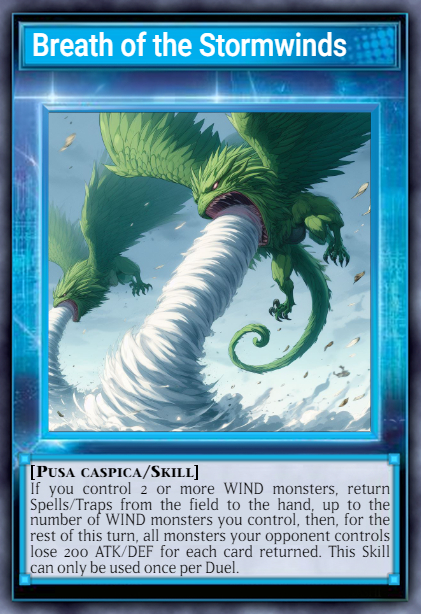 Breath of the Stormwinds
[Pusa caspica/Skill]
If you control 2 or more WIND monsters, return
Spells/Traps from the field to the hand, up to the
number of WIND monsters you control, then, for the
rest of this turn, all monsters your opponent controls
lose 200 ATK/DEF for each card returned. This Skill
can only be used once per Duel.